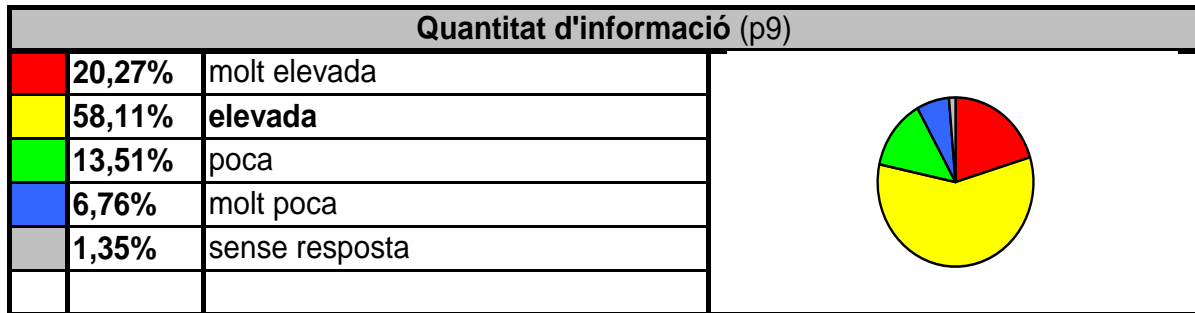 Quantitat d'informació (p9)
20,27% molt elevada
58,11% elevada
13,51% poca
6,76% molt poca
1,35% sense resposta